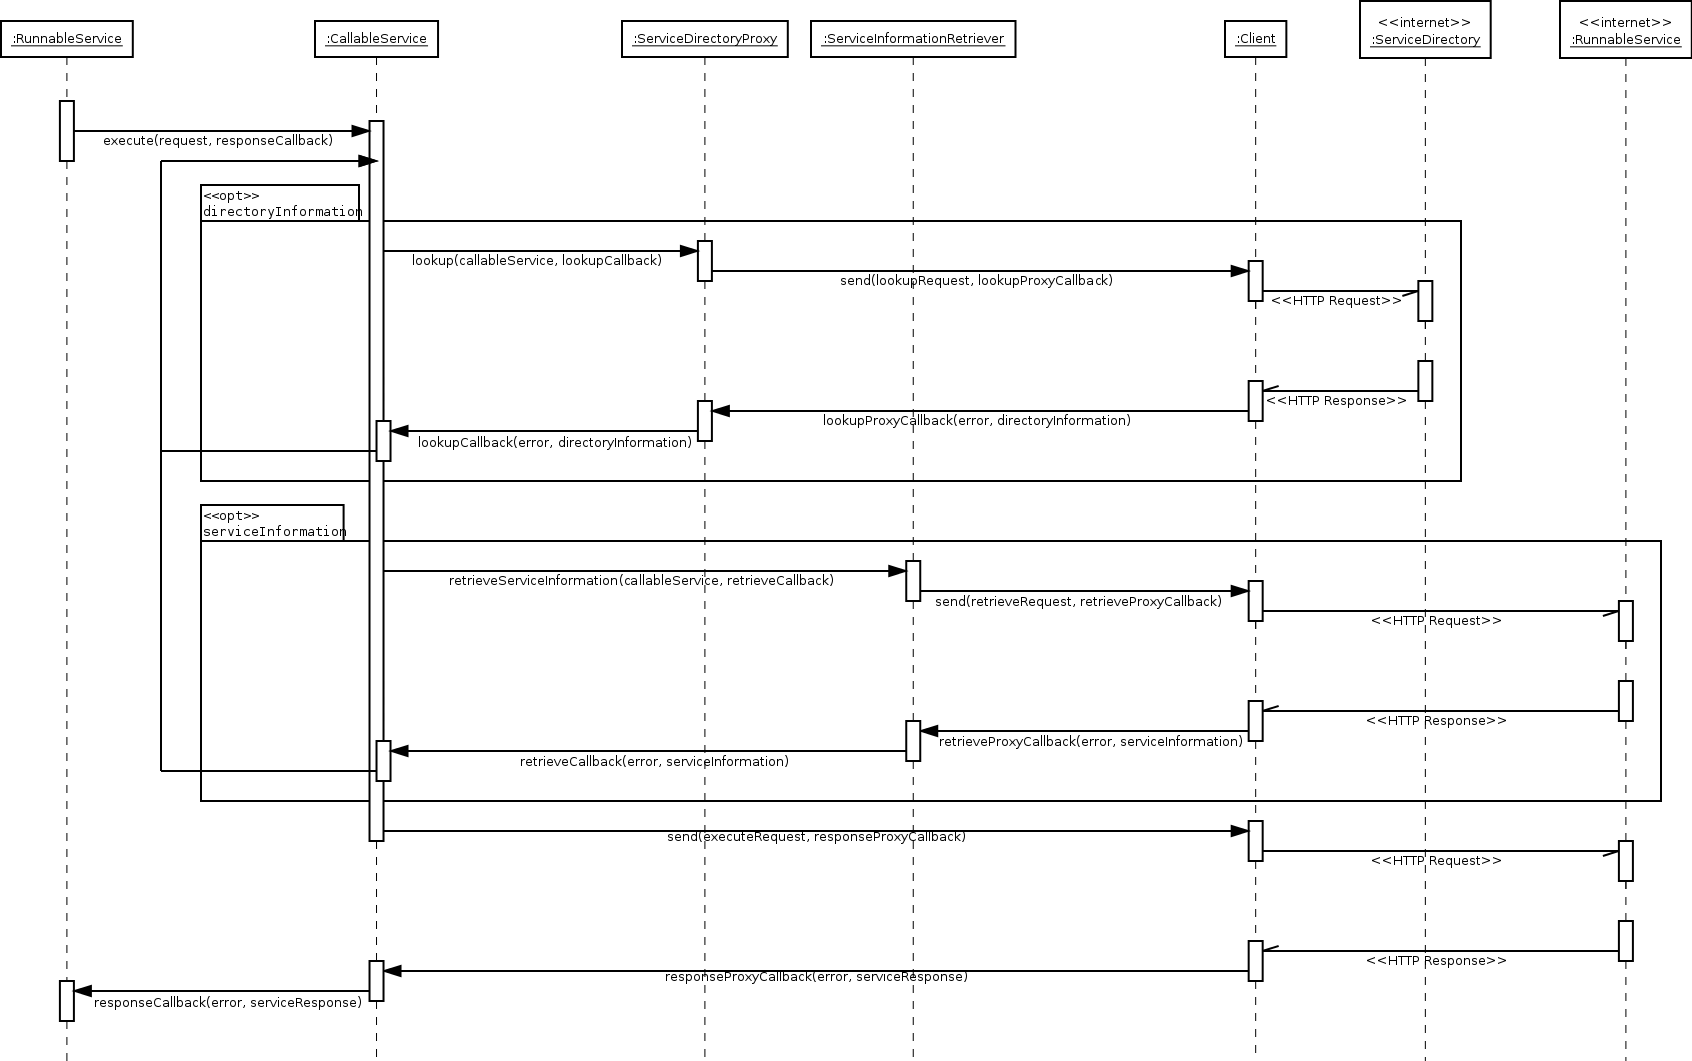 <<internet>>
<<internet>>
:RunnableService
:CallableService
:ServiceDirectoryProxy
:ServiceInformationRetriever
:Client
:ServiceDirectory
:RunnableService
execute(request, responseCallback)
<<opt>>
directoryInformation
lookup(callableService, lookupCallback)
send(lookupRequest, lookupProxyCallback)
<<HTTP Request>>
<<HTTP Response>>
lookupProxyCallback(error, directoryInformation)
lookupCallback(error, directoryInformation)
<<opt>>
serviceInformation
retrieveServiceInformation(callableService, retrieveCallback)
send(retrieveRequest, retrieveProxyCallback)
<<HTTP Request>>
<<HTTP Response>>
retrieveProxyCallback(error, serviceInformation)
retrieveCallback(error, serviceInformation)
send(executeRequest, responseProxyCallback)
<<HTTP Request>>
<<HTTP Response>>
responseProxyCallback(error, serviceResponse)
responseCallback(error, serviceResponse)